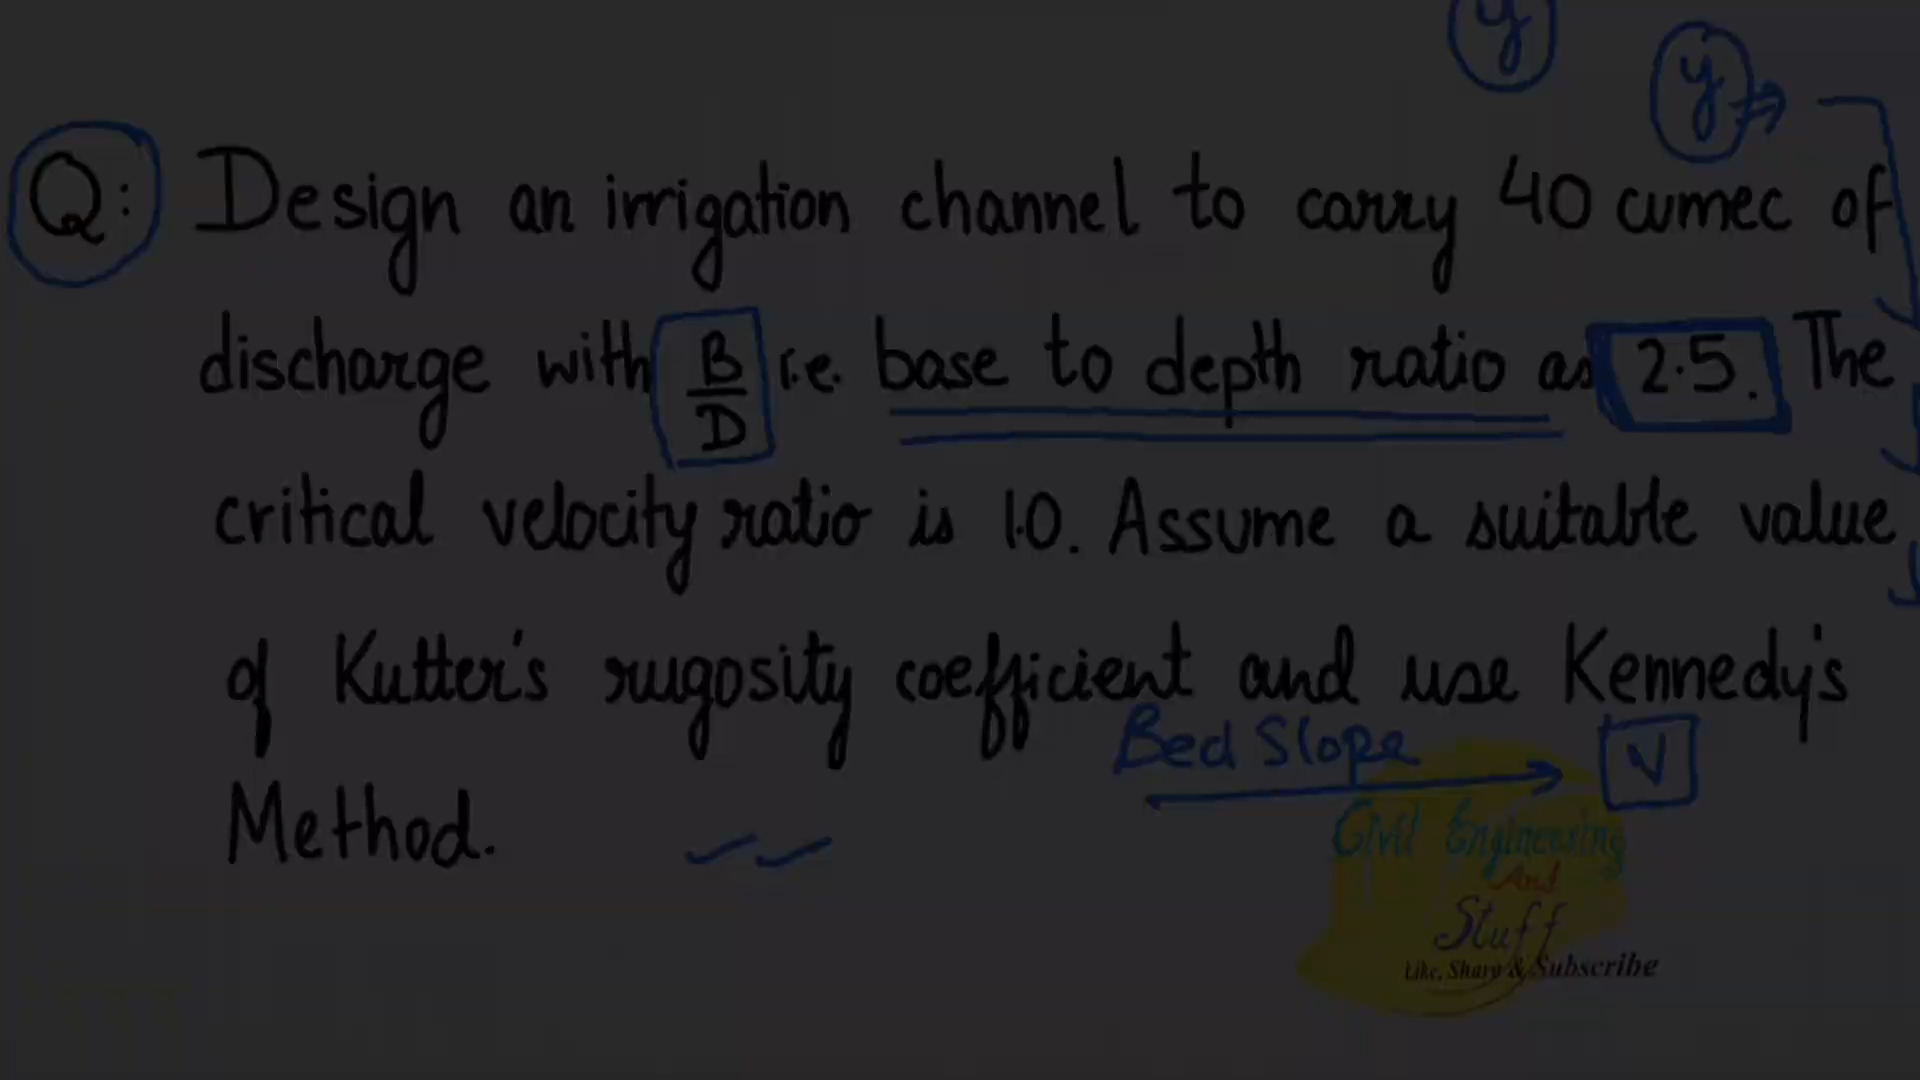 y
y
Q: Design an irrigation channel to carry 40 cumec of
discharge with B/D i.e. base to depth ratio as 2.5. The
critical velocity ratio is 1.0. Assume a suitable value
of Kutter's rugosity coefficient and use Kennedy's
Bed Slope V
Method.
Civil Engineering
And
Stuff
Like, Share & Subscribe